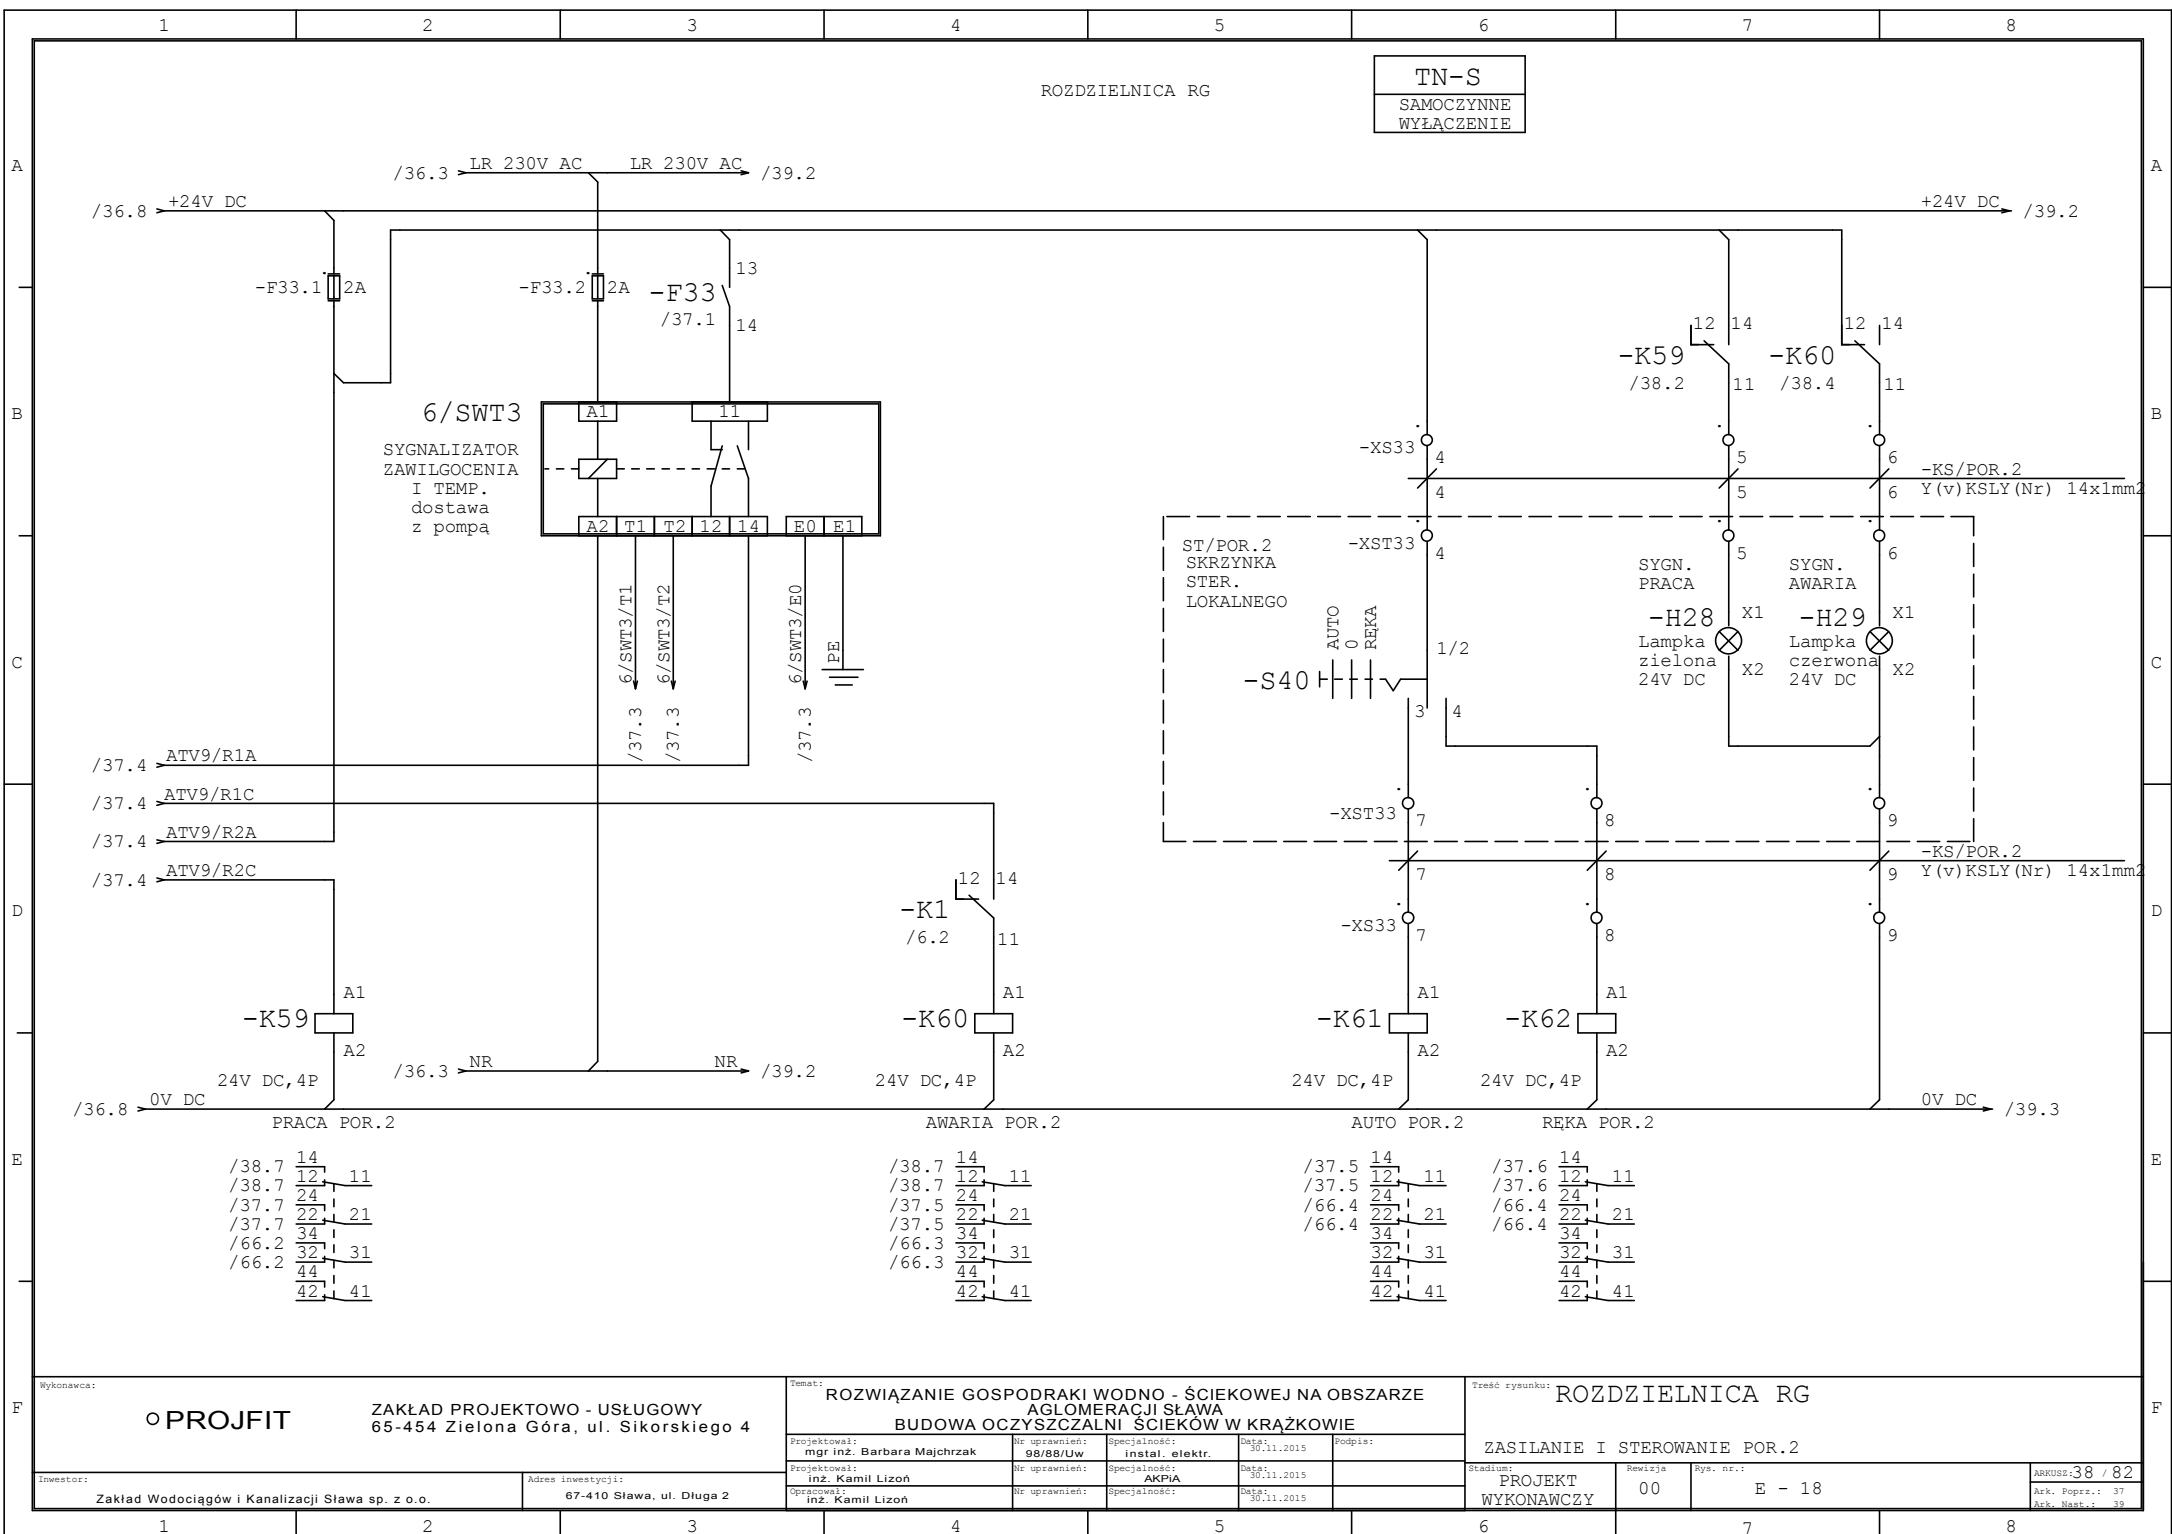 1 2 3 4 5 6 7 8
ROZDZIELNICA RG
TN-S
SAMOCZYNNE
WYŁĄCZENIE
A A
/36.3 LR 230V AC LR 230V AC /39.2
/36.8 +24V DC +24V DC /39.2
-F33.1 2A
-F33.2 2A
-F33
/37.1
13
14
12 14
-K59
/38.2
11
12 14
-K60
/38.4
11
B B
6/SWT3
SYGNALIZATOR
ZAWILGOCENIA
I TEMP.
dostawa
z pompą
A1 11
A2 T1 T2 12 14 E0 E1
-XS33
4 5 6
4 5 6
-KS/POR.2
Y(v)KSLY(Nr) 14x1mm2
-XST33
4 5 6
ST/POR.2
SKRZYNKA
STER.
LOKALNEGO
6/SWT3/T1
6/SWT3/T2
6/SWT3/E0
PE
/37.3
/37.3
/37.3
C C
AUTO
0
RĘKA
1/2
-S40
3 4
SYGN.
PRACA
-H28
Lampka
zielona
24V DC
X1
X2
SYGN.
AWARIA
-H29
Lampka
czerwona
24V DC
X1
X2
/37.4 ATV9/R1A
/37.4 ATV9/R1C
/37.4 ATV9/R2A
/37.4 ATV9/R2C
-XST33
7 8 9
7 8 9
-KS/POR.2
Y(v)KSLY(Nr) 14x1mm2
D D
12 14
-K1
/6.2
11
-XS33
7 8 9
A1
-K59
A2
24V DC,4P
A1
-K60
A2
24V DC,4P
A1
-K61
A2
24V DC,4P
A1
-K62
A2
24V DC,4P
/36.3 NR NR /39.2
/36.8 0V DC 0V DC /39.3
PRACA POR.2
AWARIA POR.2
AUTO POR.2
RĘKA POR.2
E E
/38.7 14
/38.7 12 11
/37.7 24
/37.7 22 21
/66.2 34
/66.2 32 31
44
42 41
/38.7 14
/38.7 12 11
/37.5 24
/37.5 22 21
/66.3 34
/66.3 32 31
44
42 41
/37.5 14
/37.5 12 11
/66.4 24
/66.4 22 21
34
32 31
44
42 41
/37.6 14
/37.6 12 11
/66.4 24
/66.4 22 21
34
32 31
44
42 41
F F
Wykonawca:
PROJFIT
ZAKŁAD PROJEKTOWO - USŁUGOWY
65-454 Zielona Góra, ul. Sikorskiego 4
Inwestor:
Zakład Wodociągów i Kanalizacji Sława sp. z o.o.
Adres inwestycji:
67-410 Sława, ul. Długa 2
Temat:
ROZWIĄZANIE GOSPODRAKI WODNO - ŚCIEKOWEJ NA OBSZARZE
AGLOMERACJI SŁAWA
BUDOWA OCZYSZCZALNI ŚCIEKÓW W KRĄŻKOWIE
Projektował: mgr inż. Barbara Majchrzak Nr uprawnień: 98/88/Uw Specjalność: instal. elektr. Data: 30.11.2015 Podpis:
Projektował: inż. Kamil Lizoń Nr uprawnień: Specjalność: AKPiA Data: 30.11.2015
Opracował: inż. Kamil Lizoń Nr uprawnień: Specjalność: Data: 30.11.2015
Treść rysunku: ROZDZIELNICA RG
ZASILANIE I STEROWANIE POR.2
Stadium:
PROJEKT
WYKONAWCZY
Rewizja
00
Rys. nr.:
E - 18
ARKUSZ: 38 / 82
Ark. Poprz.: 37
Ark. Nast.: 39
1 2 3 4 5 6 7 8